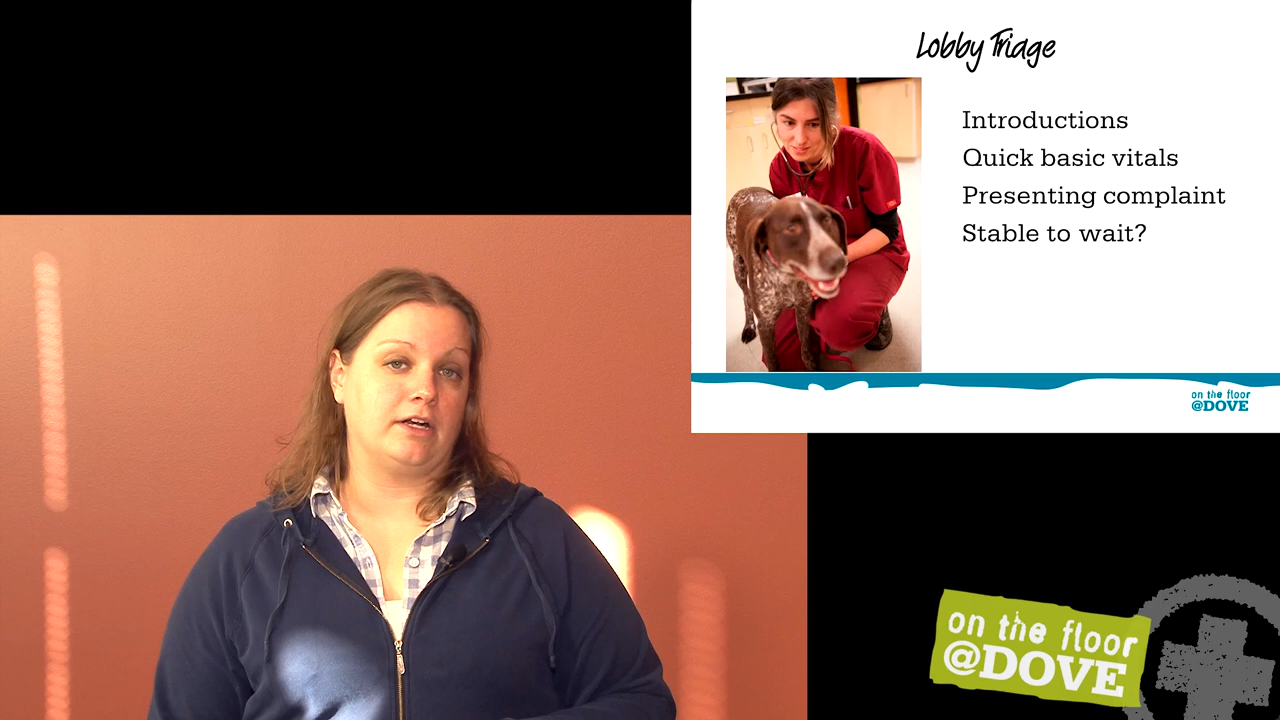 Lobby Triage
Introductions
Quick basic vitals
Presenting complaint
Stable to wait?
on the floor
@DOVE
on the floor
@DOVE